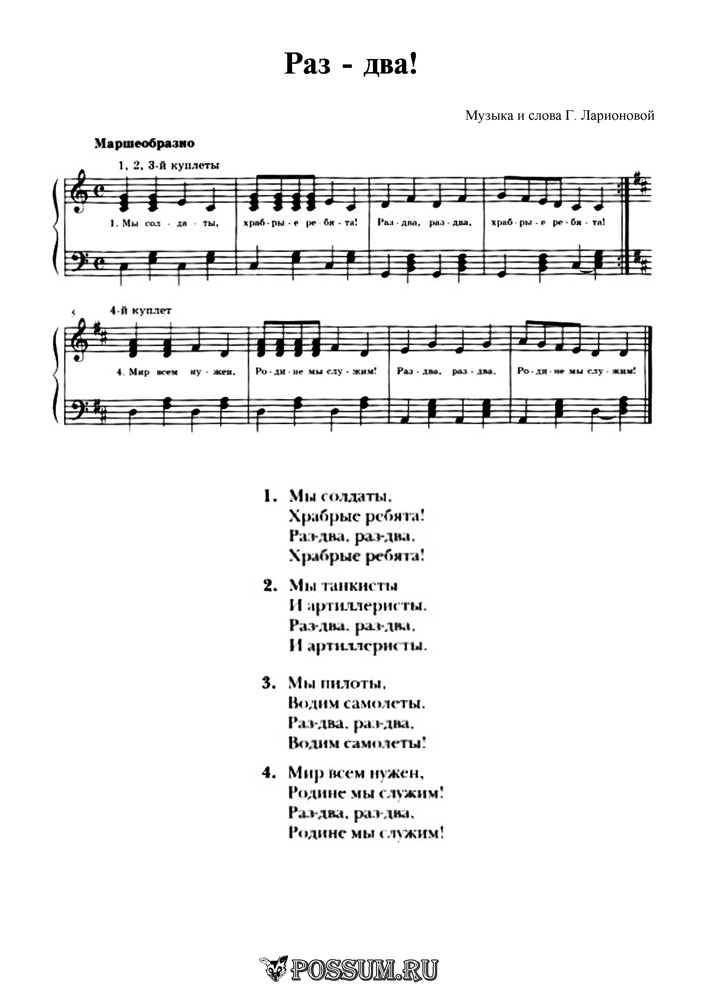 Раз - два!
Музыка и слова Г. Ларионовой
Маршеобразно
1, 2, 3-й куплеты
1. Мы сол - да - ты, храб - ры - е ре - бя - та! Раз - два, раз - два, храб - ры - е ре - бя - та!
5
4-й куплет
4. Мир всем ну - жен. Ро - ди - не мы слу - жим! Раз - два, раз - два. Ро - ди - не мы слу - жим!
1. Мы солдаты,
Храбрые ребята!
Раз-два, раз-два,
Храбрые ребята!
2. Мы танкисты
И артиллеристы.
Раз-два, раз-два,
И артиллеристы.
3. Мы пилоты,
Водим самолеты.
Раз-два, раз-два,
Водим самолеты!
4. Мир всем нужен,
Родине мы служим!
Раз-два, раз-два,
Родине мы служим!
POSSUM.RU